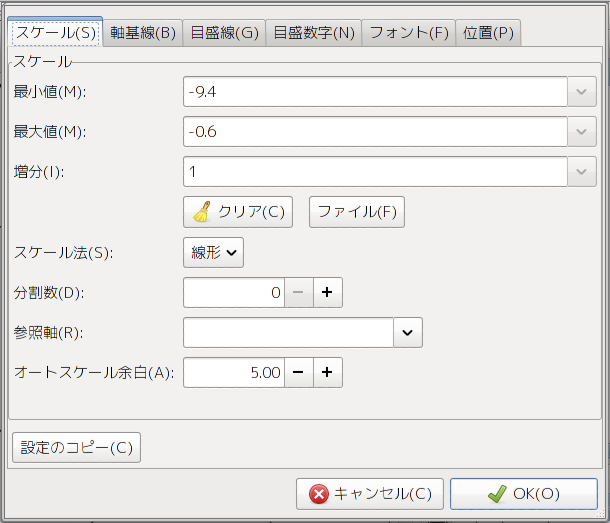 スケール(S) 軸基線(B) 目盛線(G) 目盛数字(N) フォント(F) 位置(P)
スケール
最小値(M): -9.4
最大値(M): -0.6
増分(I): 1
クリア(C) ファイル(F)
スケール法(S): 線形
分割数(D): 0
参照軸(R):
オートスケール余白(A): 5.00
設定のコピー(C)
キャンセル(C) OK(O)